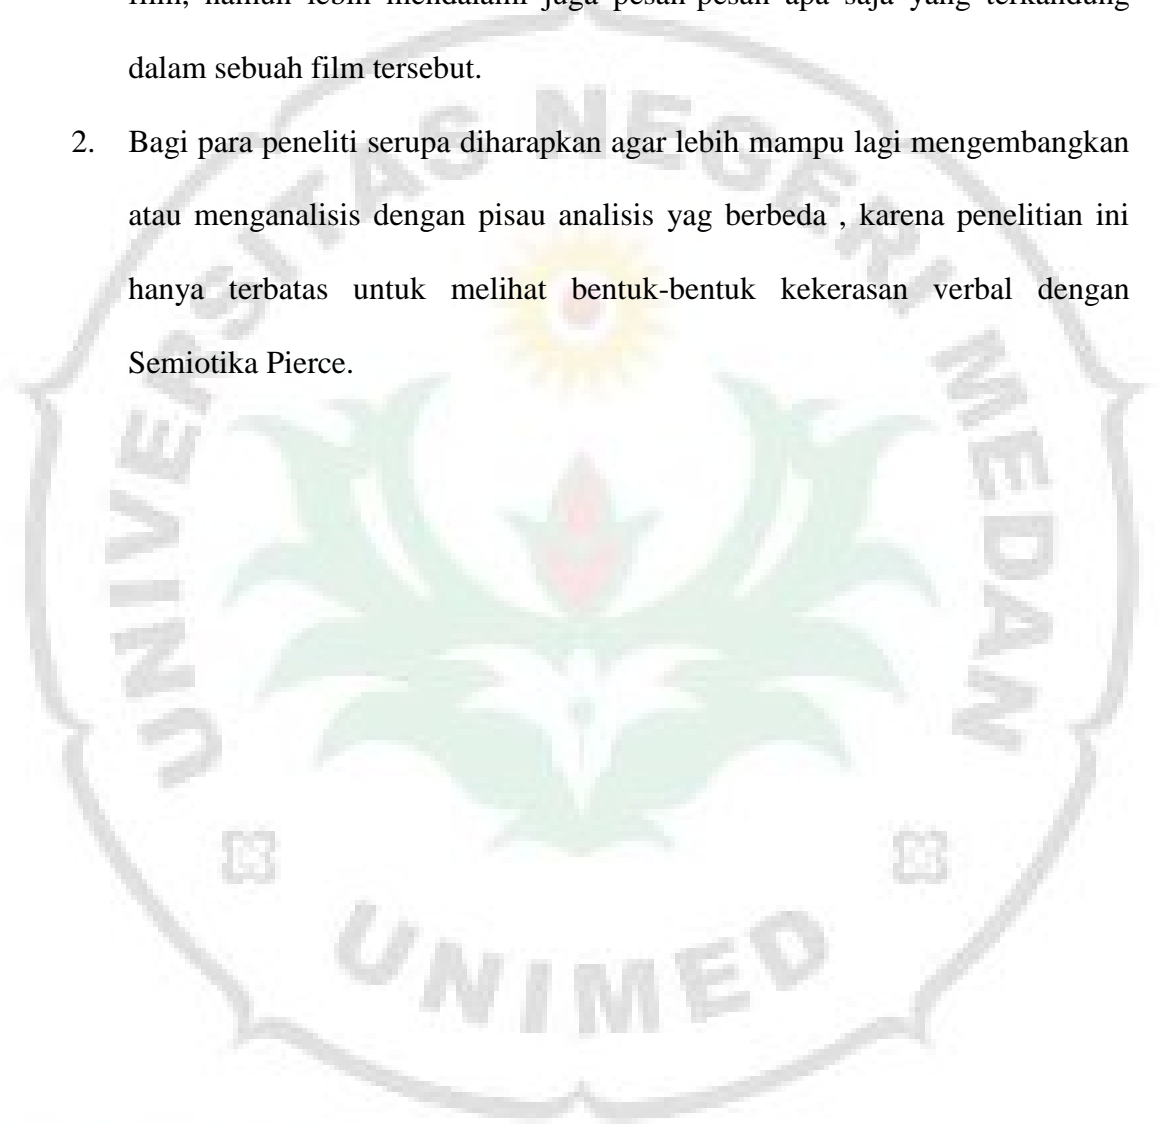 film, namun lebih mendalami juga pesan-pesan apa saja yang terkandung
dalam sebuah film tersebut.
2. Bagi para peneliti serupa diharapkan agar lebih mampu lagi mengembangkan
atau menganalisis dengan pisau analisis yag berbeda , karena penelitian ini
hanya terbatas untuk melihat bentuk-bentuk kekerasan verbal dengan
Semiotika Pierce.
UNIVERSITAS NEGERI MEDAN
UNIMED